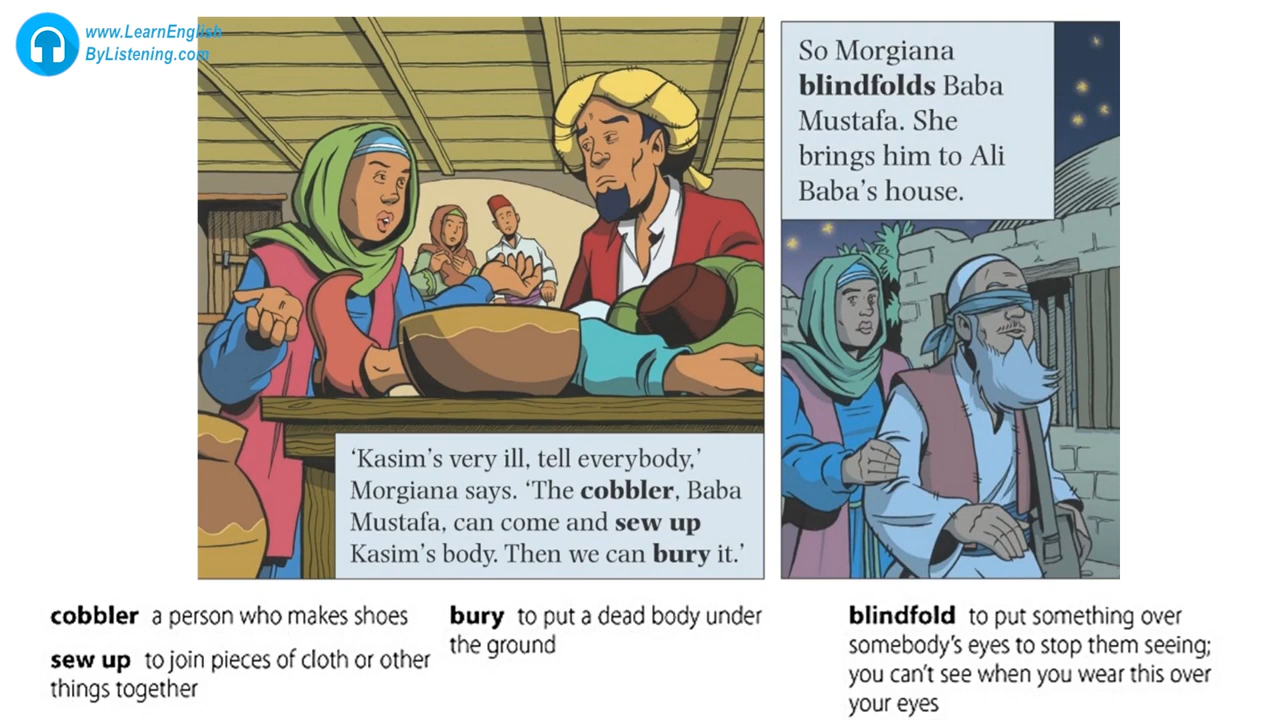 www.LearnEnglish
ByListening.com
‘Kasim’s very ill, tell everybody,’
Morgiana says. ‘The cobbler, Baba
Mustafa, can come and sew up
Kasim’s body. Then we can bury it.’
So Morgiana
blindfolds Baba
Mustafa. She
brings him to Ali
Baba’s house.
cobbler a person who makes shoes
sew up to join pieces of cloth or other
things together
bury to put a dead body under
the ground
blindfold to put something over
somebody’s eyes to stop them seeing;
you can’t see when you wear this over
your eyes